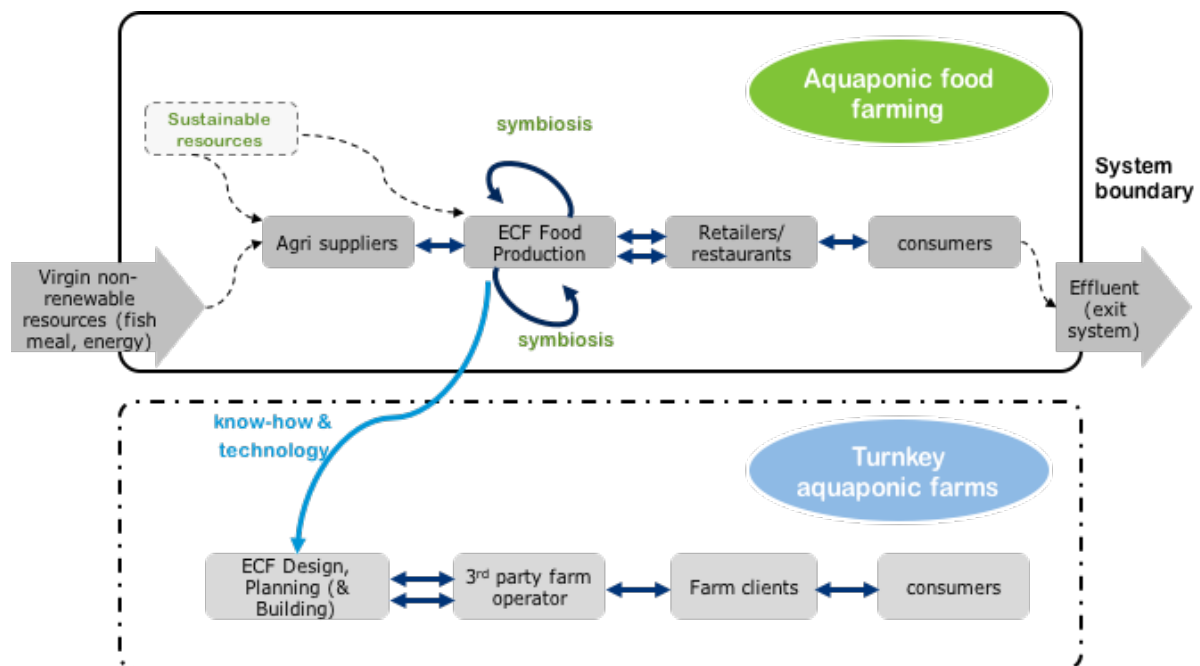 Aquaponic food
farming
Sustainable
resources
symbiosis
System
boundary
Agri suppliers
ECF Food
Production
Retailers/
restaurants
consumers
Virgin non-
renewable
resources (fish
meal, energy)
Effluent
(exit
system)
symbiosis
know-how &
technology
Turnkey
aquaponic farms
ECF Design,
Planning (&
Building)
3rd party farm
operator
Farm clients
consumers